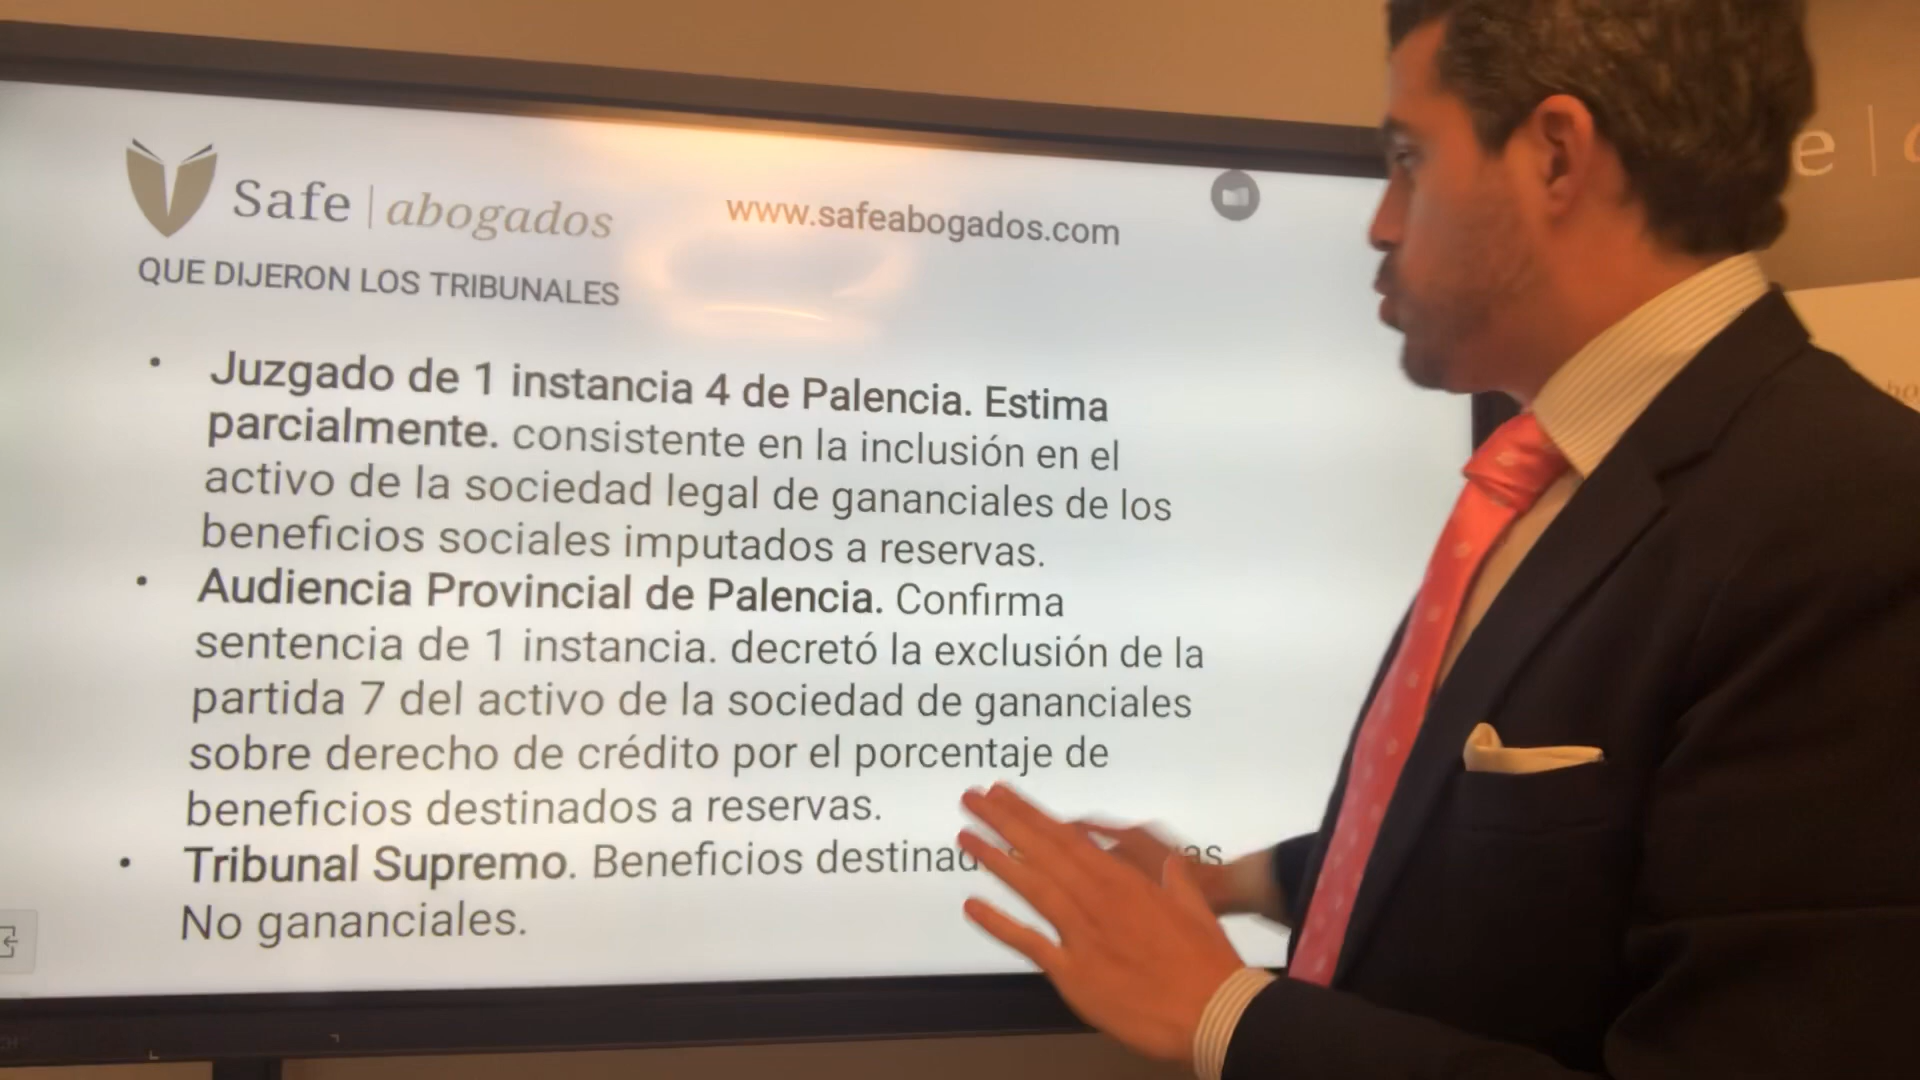 Safe | abogados
www.safeabogados.com
QUE DIJERON LOS TRIBUNALES
• Juzgado de 1 instancia 4 de Palencia. Estima
parcialmente. consistente en la inclusión en el
activo de la sociedad legal de gananciales de los
beneficios sociales imputados a reservas.
• Audiencia Provincial de Palencia. Confirma
sentencia de 1 instancia. decretó la exclusión de la
partida 7 del activo de la sociedad de gananciales
sobre derecho de crédito por el porcentaje de
beneficios destinados a reservas.
• Tribunal Supremo. Beneficios
No gananciales.